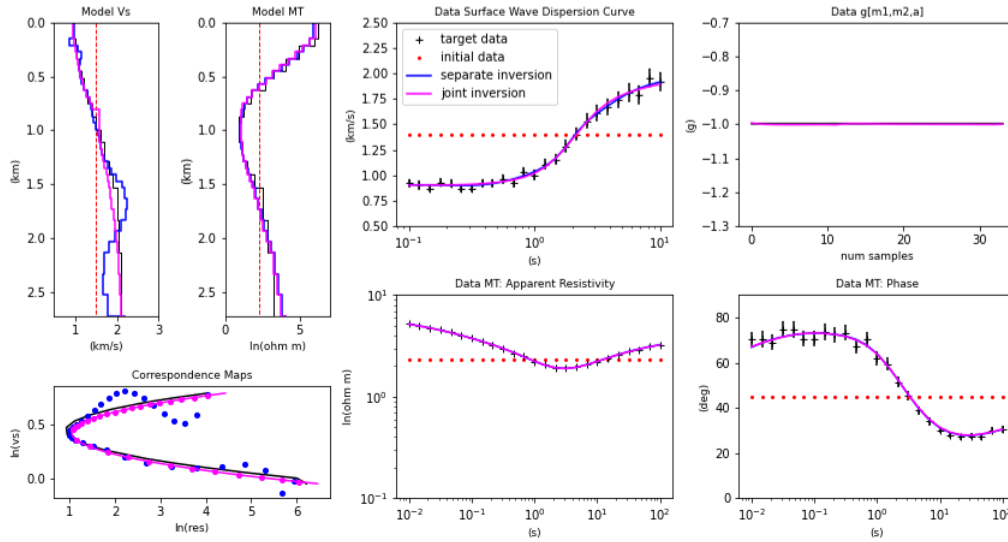 Model Vs
0.0
0.5
1.0
1.5
2.0
2.5
(km)
1 2 3
(km/s)
Model MT
0.0
0.5
1.0
1.5
2.0
2.5
(km)
0 5
ln(ohm m)
Data Surface Wave Dispersion Curve
2.50
2.25
2.00
1.75
1.50
1.25
1.00
0.75
0.50
(km/s)
target data
initial data
separate inversion
joint inversion
10⁻¹ 10⁰ 10¹
(s)
Data g[m1,m2,a]
−0.7
−0.8
−0.9
−1.0
−1.1
−1.2
−1.3
(g)
0 10 20 30
num samples
Correspondence Maps
0.5
0.0
ln(vs)
1 2 3 4 5 6
ln(res)
Data MT: Apparent Resistivity
10¹
10⁰
10⁻¹
ln(ohm m)
10⁻² 10⁻¹ 10⁰ 10¹ 10²
(s)
Data MT: Phase
80
60
40
20
0
(deg)
10⁻² 10⁻¹ 10⁰ 10¹
(s)